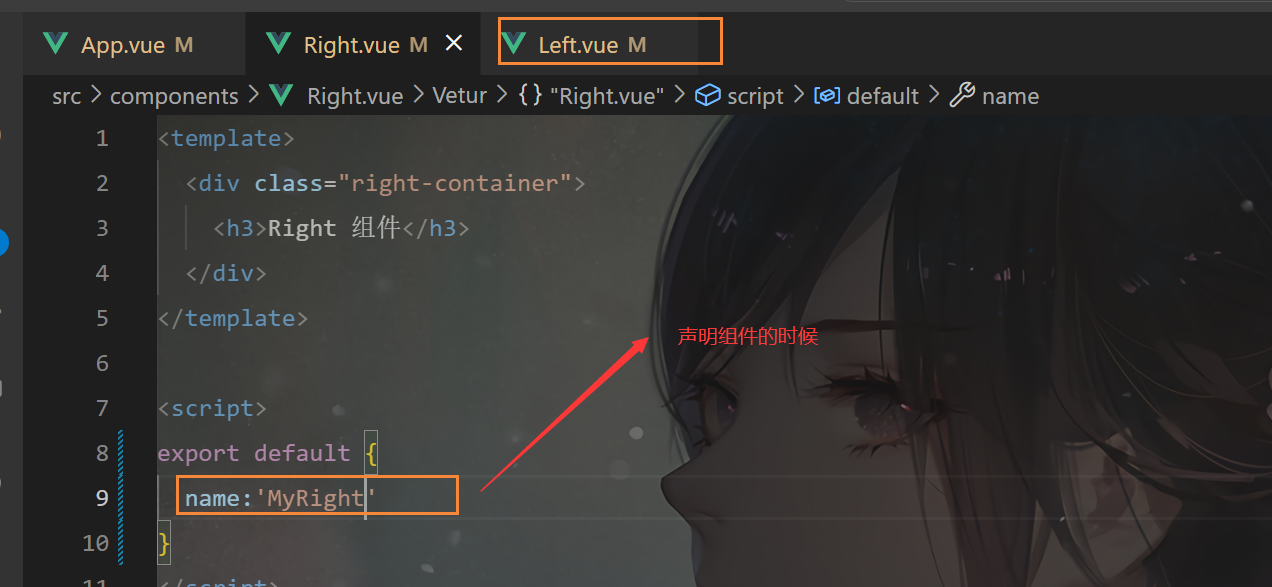 App.vue M Right.vue M Left.vue M
src > components > Right.vue > Vetur > {} "Right.vue" > script > default > name
1 <template>
2 <div class="right-container">
3 <h3>Right 组件</h3>
4 </div>
5 </template>
6
声明组件的时候
7 <script>
8 export default {
9 name:'MyRight'
10 }
11 </script>